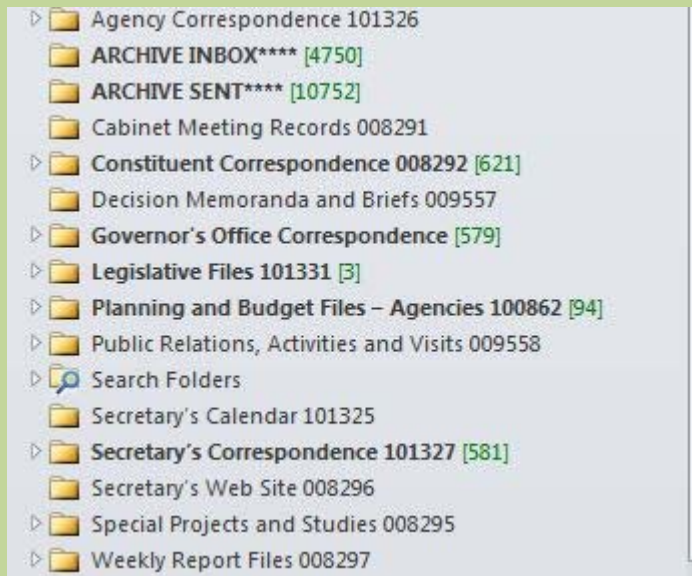 Agency Correspondence 101326
ARCHIVE INBOX**** [4750]
ARCHIVE SENT**** [10752]
Cabinet Meeting Records 008291
Constituent Correspondence 008292 [621]
Decision Memoranda and Briefs 009557
Governor's Office Correspondence [579]
Legislative Files 101331 [3]
Planning and Budget Files – Agencies 100862 [94]
Public Relations, Activities and Visits 009558
Search Folders
Secretary's Calendar 101325
Secretary's Correspondence 101327 [581]
Secretary's Web Site 008296
Special Projects and Studies 008295
Weekly Report Files 008297